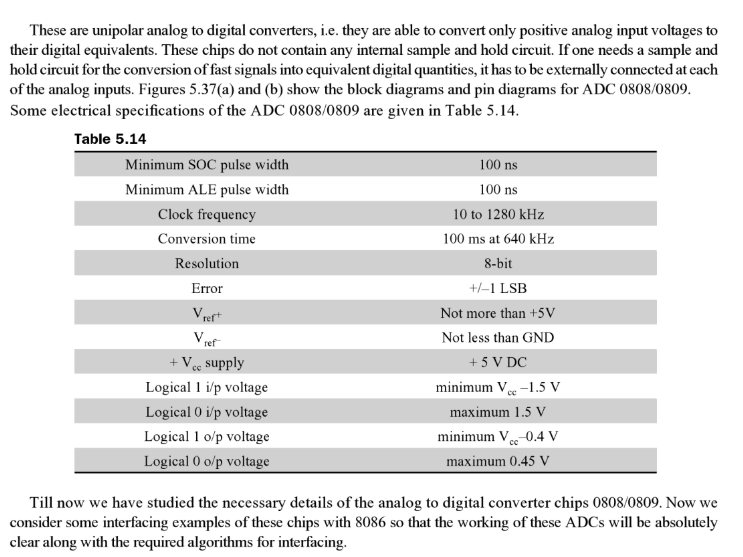 These are unipolar analog to digital converters, i.e. they are able to convert only positive analog input voltages to
their digital equivalents. These chips do not contain any internal sample and hold circuit. If one needs a sample and
hold circuit for the conversion of fast signals into equivalent digital quantities, it has to be externally connected at each
of the analog inputs. Figures 5.37(a) and (b) show the block diagrams and pin diagrams for ADC 0808/0809.
Some electrical specifications of the ADC 0808/0809 are given in Table 5.14.
Table 5.14
Minimum SOC pulse width 100 ns
Minimum ALE pulse width 100 ns
Clock frequency 10 to 1280 kHz
Conversion time 100 ms at 640 kHz
Resolution 8-bit
Error +/–1 LSB
Vref+ Not more than +5V
Vref- Not less than GND
+ Vcc supply + 5 V DC
Logical 1 i/p voltage minimum Vcc –1.5 V
Logical 0 i/p voltage maximum 1.5 V
Logical 1 o/p voltage minimum Vcc–0.4 V
Logical 0 o/p voltage maximum 0.45 V
Till now we have studied the necessary details of the analog to digital converter chips 0808/0809. Now we
consider some interfacing examples of these chips with 8086 so that the working of these ADCs will be absolutely
clear along with the required algorithms for interfacing.